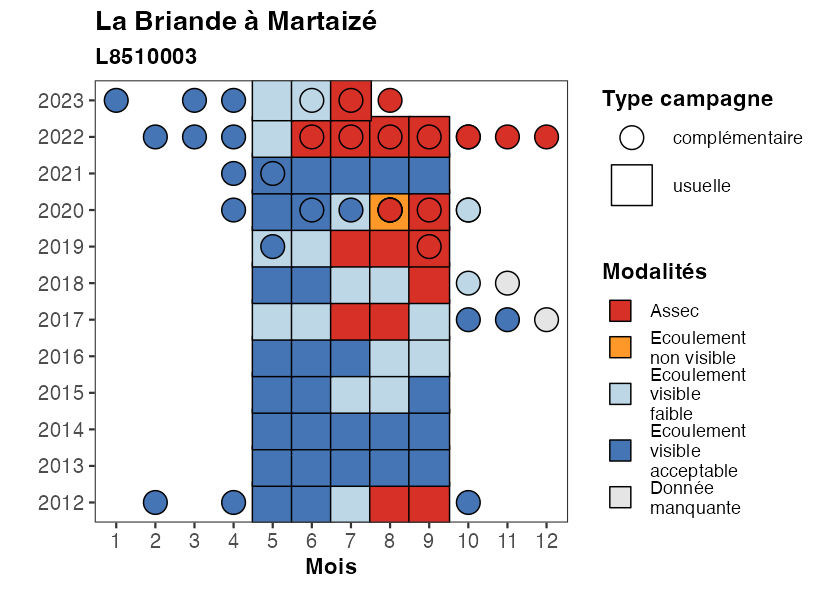 La Briande à Martaizé
L8510003
2023
2022
2021
2020
2019
2018
2017
2016
2015
2014
2013
2012
1 2 3 4 5 6 7 8 9 10 11 12
Mois
Type campagne
complémentaire
usuelle
Modalités
Assec
Ecoulement
non visible
Ecoulement
visible
faible
Ecoulement
visible
acceptable
Donnée
manquante